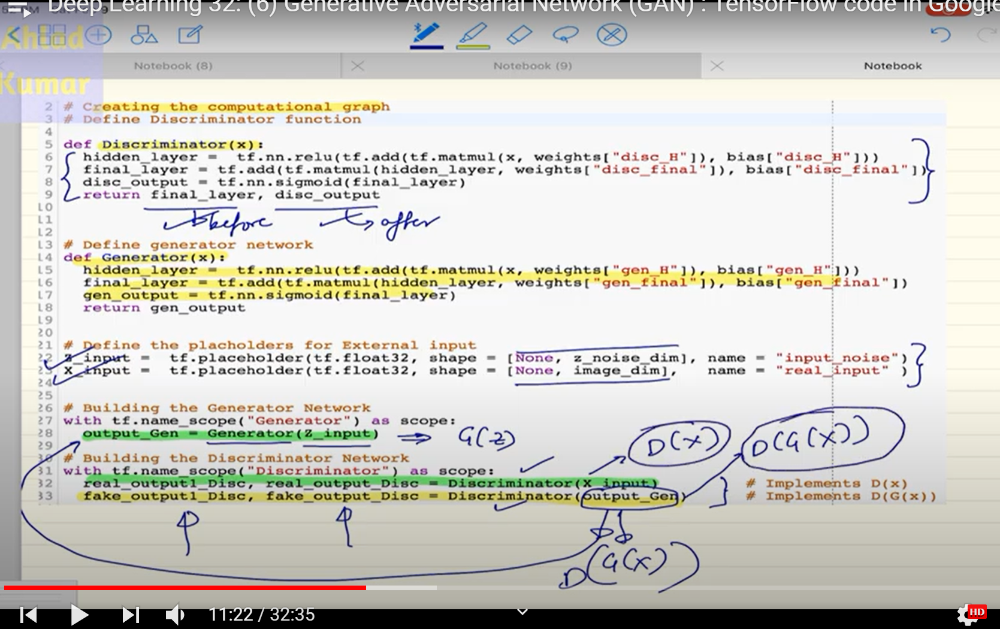 Deep Learning 32: (6) Generative Adversarial Network (GAN) : TensorFlow code in Google
Ahlad
Kumar
Notebook (8)
Notebook (9)
Notebook
2 # Creating the computational graph
3 # Define Discriminator function
4
5 def Discriminator(x):
6 hidden_layer = tf.nn.relu(tf.add(tf.matmul(x, weights["disc_H"]), bias["disc_H"]))
7 final_layer = tf.add(tf.matmul(hidden_layer, weights["disc_final"]), bias["disc_final"])
8 disc_output = tf.nn.sigmoid(final_layer)
9 return final_layer, disc_output
10
11 before after
12
13 # Define generator network
14 def Generator(x):
15 hidden_layer = tf.nn.relu(tf.add(tf.matmul(x, weights["gen_H"]), bias["gen_H"]))
16 final_layer = tf.add(tf.matmul(hidden_layer, weights["gen_final"]), bias["gen_final"])
17 gen_output = tf.nn.sigmoid(final_layer)
18 return gen_output
19
20
21 # Define the placholders for External input
22 Z_input = tf.placeholder(tf.float32, shape = [None, z_noise_dim], name = "input_noise")
23 X_input = tf.placeholder(tf.float32, shape = [None, image_dim], name = "real_input" )
24
25
26 # Building the Generator Network
27 with tf.name_scope("Generator") as scope:
28 output_Gen = Generator(Z_input) ⇒ G(z) D(X) D(G(X))
29
30 # Building the Discriminator Network
31 with tf.name_scope("Discriminator") as scope:
32 real_output1_Disc, real_output_Disc = Discriminator(X_input) # Implements D(x)
33 fake_output1_Disc, fake_output_Disc = Discriminator(output_Gen) # Implements D(G(x))
D(G(X))
11:22 / 32:35
HD